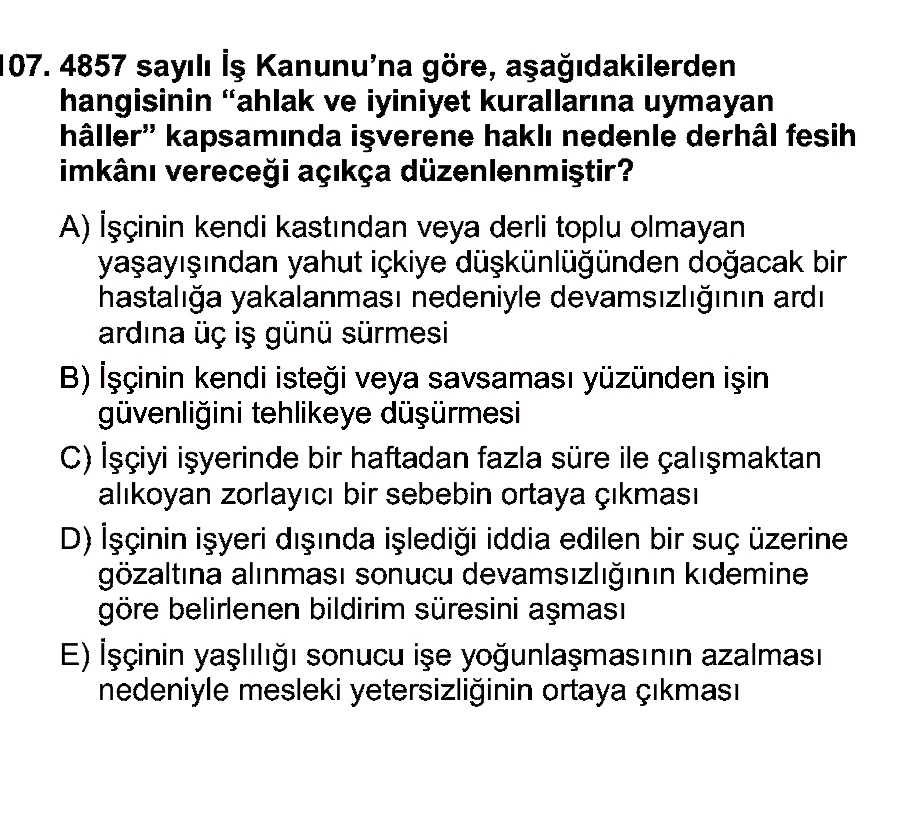 107. 4857 sayılı İş Kanunu’na göre, aşağıdakilerden
hangisinin “ahlak ve iyiniyet kurallarına uymayan
hâller” kapsamında işverene haklı nedenle derhâl fesih
imkânı vereceği açıkça düzenlenmiştir?
A) İşçinin kendi kastından veya derli toplu olmayan
yaşayışından yahut içkiye düşkünlüğünden doğacak bir
hastalığa yakalanması nedeniyle devamsızlığının ardı
ardına üç iş günü sürmesi
B) İşçinin kendi isteği veya savsaması yüzünden işin
güvenliğini tehlikeye düşürmesi
C) İşçiyi işyerinde bir haftadan fazla süre ile çalışmaktan
alıkoyan zorlayıcı bir sebebin ortaya çıkması
D) İşçinin işyeri dışında işlediği iddia edilen bir suç üzerine
gözaltına alınması sonucu devamsızlığının kıdemine
göre belirlenen bildirim süresini aşması
E) İşçinin yaşlılığı sonucu işe yoğunlaşmasının azalması
nedeniyle mesleki yetersizliğinin ortaya çıkması